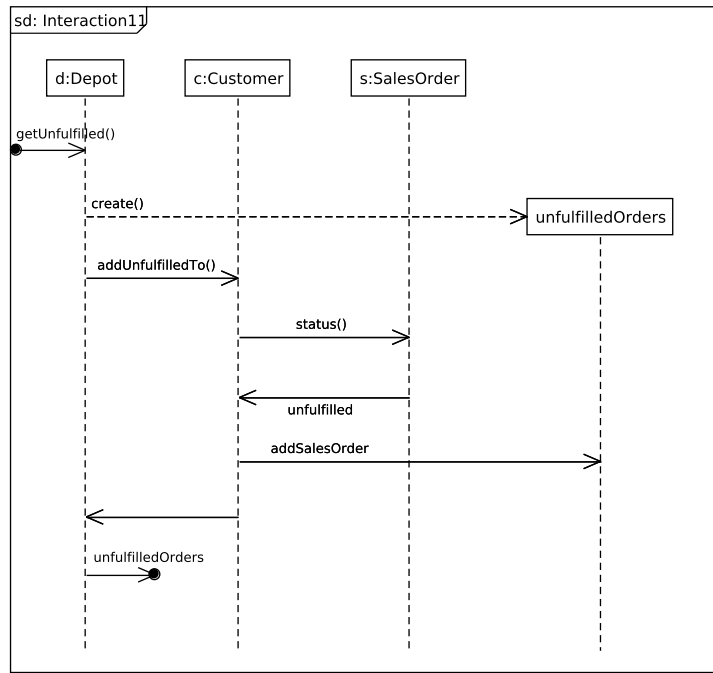 sd: Interaction11
d:Depot
c:Customer
s:SalesOrder
getUnfulfilled()
create()
unfulfilledOrders
addUnfulfilledTo()
status()
unfulfilled
addSalesOrder
unfulfilledOrders